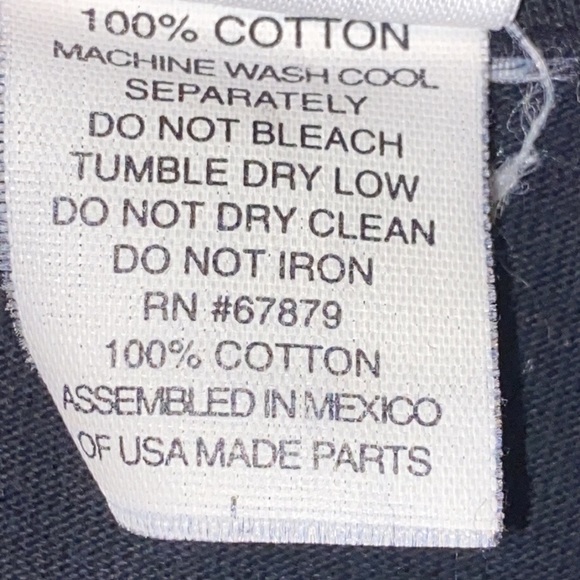 100% COTTON
MACHINE WASH COOL
SEPARATELY
DO NOT BLEACH
TUMBLE DRY LOW
DO NOT DRY CLEAN
DO NOT IRON
RN #67879
100% COTTON
ASSEMBLED IN MEXICO
OF USA MADE PARTS